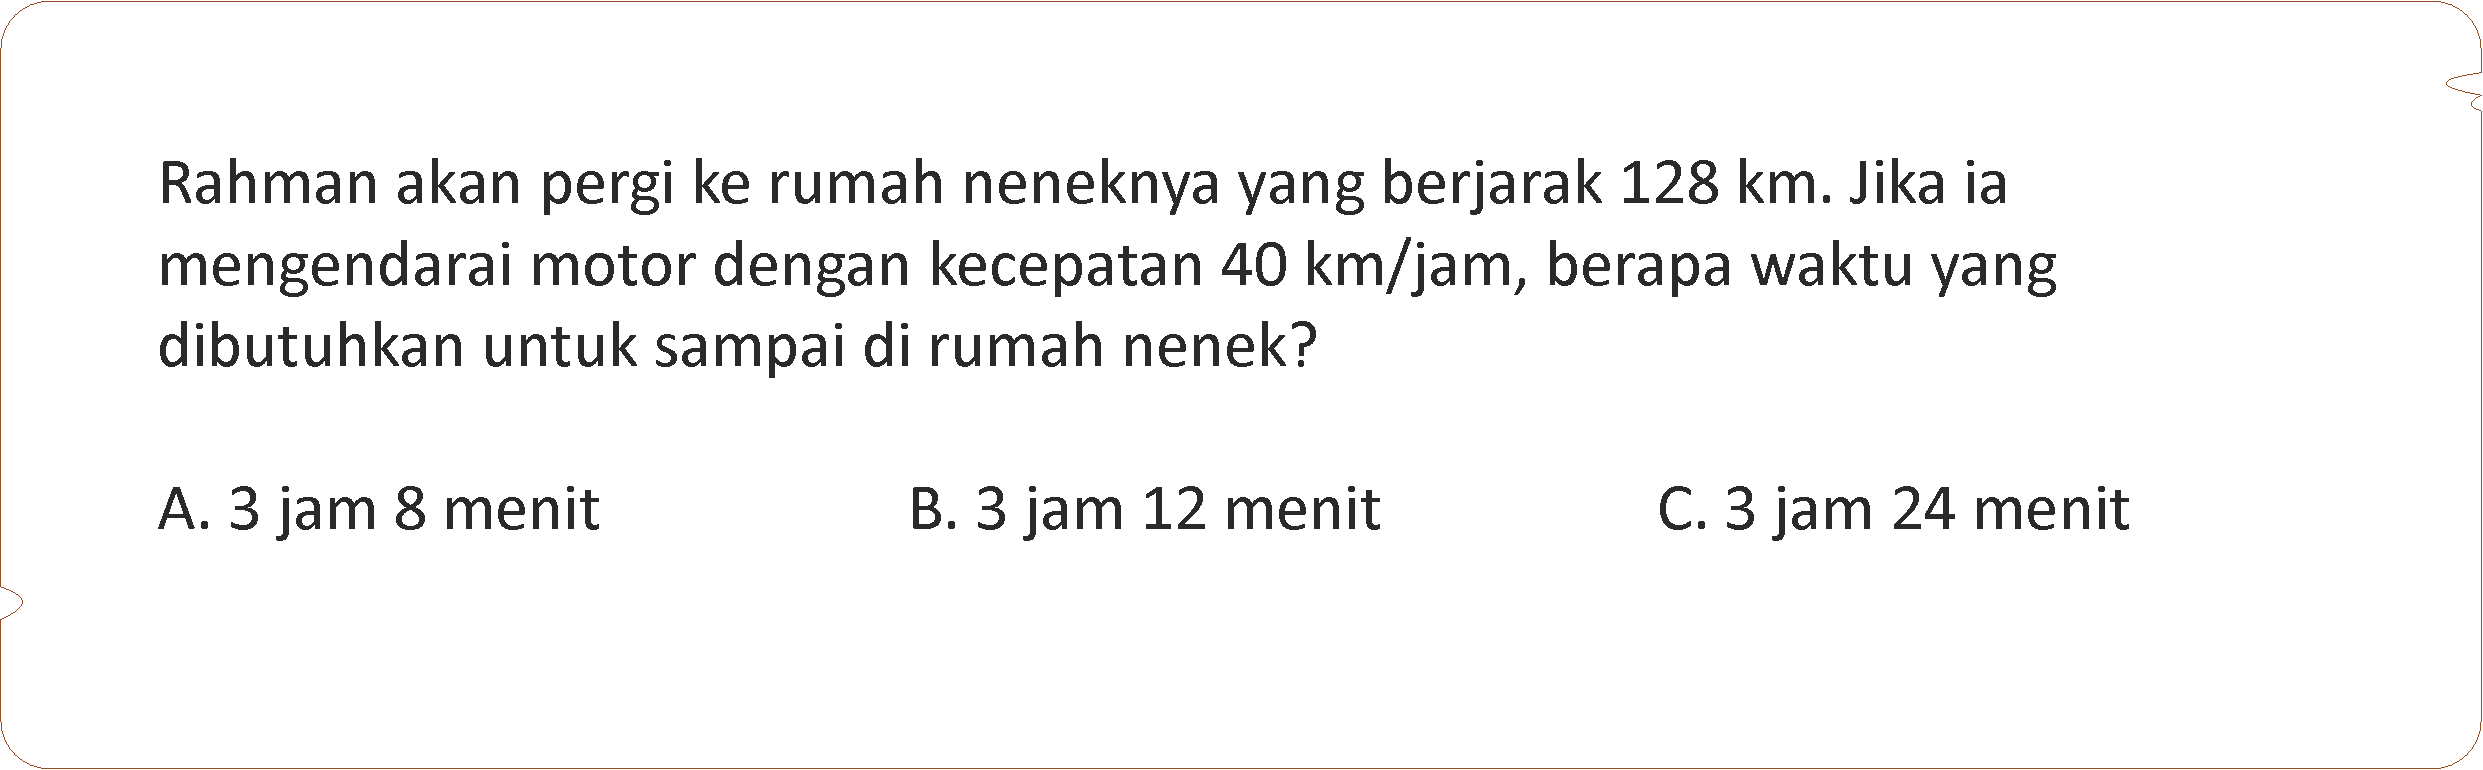 Rahman akan pergi ke rumah neneknya yang berjarak 128 km. Jika ia
mengendarai motor dengan kecepatan 40 km/jam, berapa waktu yang
dibutuhkan untuk sampai di rumah nenek?
A. 3 jam 8 menit B. 3 jam 12 menit C. 3 jam 24 menit